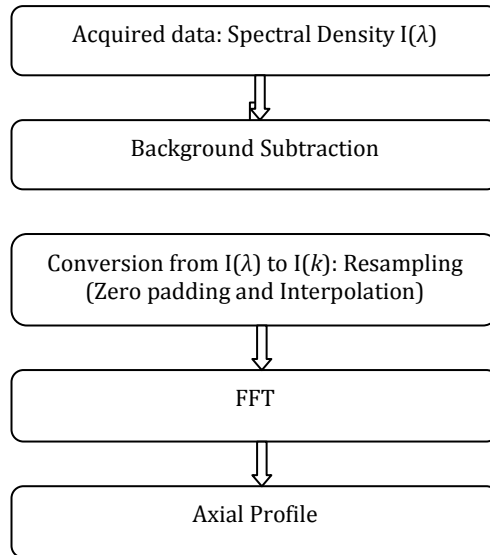 Acquired data: Spectral Density I(λ)
Background Subtraction
Conversion from I(λ) to I(k): Resampling
(Zero padding and Interpolation)
FFT
Axial Profile